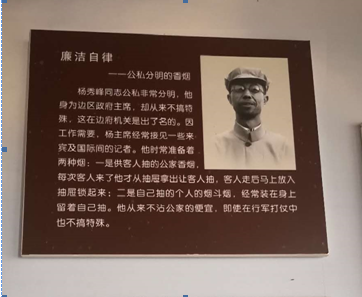 廉洁自律
——公私分明的香烟
杨秀峰同志公私非常分明，他
身为边区政府主席，却从来不搞特
殊，这在边府机关是出了名的。因
工作需要，杨主席经常接见一些来
宾及国际间的记者。他时常准备着
两种烟：一是供客人抽的公家香烟，
每次客人来了他才从抽屉拿出让客人抽，客人走后马上放入
抽屉锁起来；二是自己抽的个人的烟斗烟，经常装在身上
留着自己抽。他从来不沾公家的便宜，即使在行军打仗中
也不搞特殊。